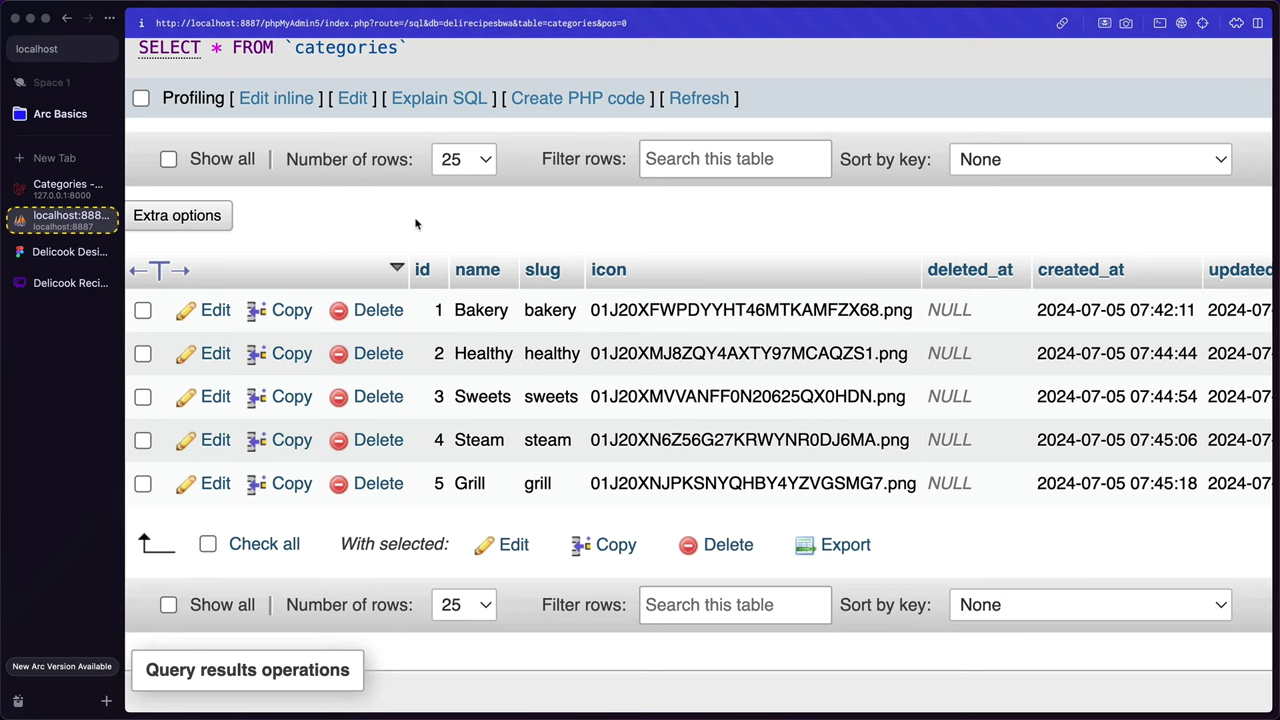 http://localhost:8887/phpMyAdmin5/index.php?route=/sql&db=delirecipesbwa&table=categories&pos=0
localhost
Space 1
Arc Basics
New Tab
Categories -...
127.0.0.1:8000
localhost:888...
localhost:8887
Delicook Desi...
Delicook Reci...
New Arc Version Available
SELECT * FROM `categories`
Profiling [ Edit inline ] [ Edit ] [ Explain SQL ] [ Create PHP code ] [ Refresh ]
Show all | Number of rows: 25 Filter rows: Search this table Sort by key: None
Extra options
id name slug icon deleted_at created_at updated
Edit Copy Delete 1 Bakery bakery 01J20XFWPDYYHT46MTKAMFZX68.png NULL 2024-07-05 07:42:11 2024-07-
Edit Copy Delete 2 Healthy healthy 01J20XMJ8ZQY4AXTY97MCAQZS1.png NULL 2024-07-05 07:44:44 2024-07-
Edit Copy Delete 3 Sweets sweets 01J20XMVVANFF0N20625QX0HDN.png NULL 2024-07-05 07:44:54 2024-07-
Edit Copy Delete 4 Steam steam 01J20XN6Z56G27KRWYNR0DJ6MA.png NULL 2024-07-05 07:45:06 2024-07-
Edit Copy Delete 5 Grill grill 01J20XNJPKSNYQHBY4YZVGSMG7.png NULL 2024-07-05 07:45:18 2024-07-
Check all With selected: Edit Copy Delete Export
Show all | Number of rows: 25 Filter rows: Search this table Sort by key: None
Query results operations